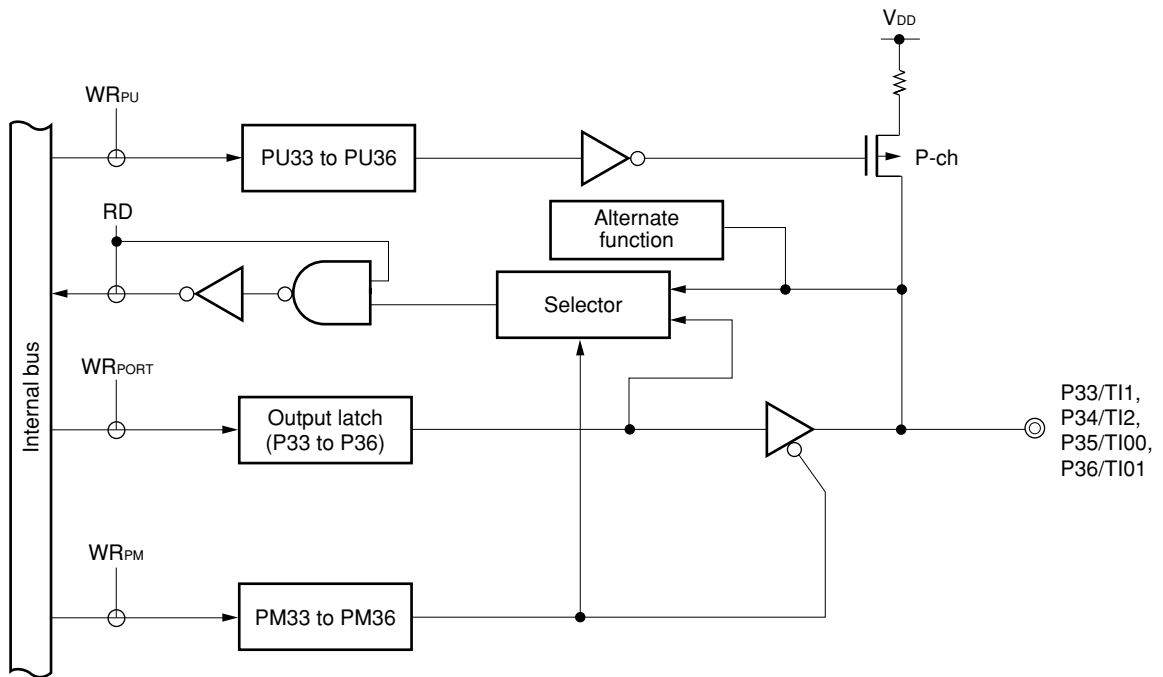 VDD
WRPU
PU33 to PU36
P-ch
RD
Alternate
function
Selector
WRPORT
Internal bus
Output latch
(P33 to P36)
P33/TI1,
P34/TI2,
P35/TI00,
P36/TI01
WRPM
PM33 to PM36